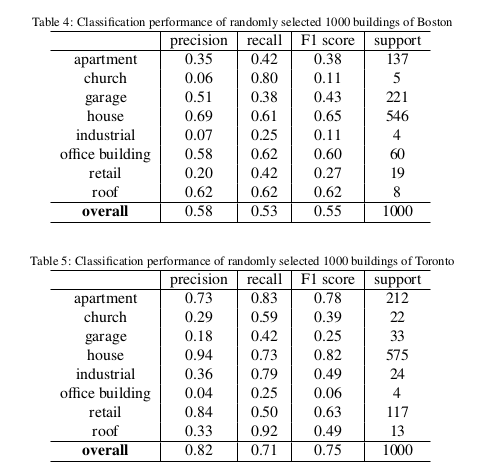 Table 4: Classification performance of randomly selected 1000 buildings of Boston
precision recall F1 score support
apartment 0.35 0.42 0.38 137
church 0.06 0.80 0.11 5
garage 0.51 0.38 0.43 221
house 0.69 0.61 0.65 546
industrial 0.07 0.25 0.11 4
office building 0.58 0.62 0.60 60
retail 0.20 0.42 0.27 19
roof 0.62 0.62 0.62 8
overall 0.58 0.53 0.55 1000
Table 5: Classification performance of randomly selected 1000 buildings of Toronto
precision recall F1 score support
apartment 0.73 0.83 0.78 212
church 0.29 0.59 0.39 22
garage 0.18 0.42 0.25 33
house 0.94 0.73 0.82 575
industrial 0.36 0.79 0.49 24
office building 0.04 0.25 0.06 4
retail 0.84 0.50 0.63 117
roof 0.33 0.92 0.49 13
overall 0.82 0.71 0.75 1000